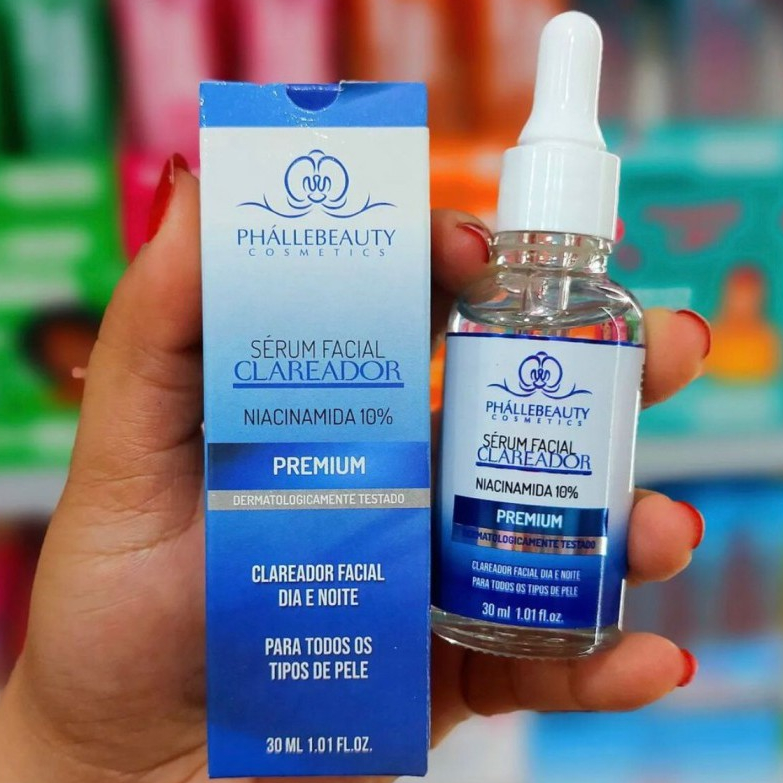 PHÁLLEBEAUTY
COSMETICS
SÉRUM FACIAL
CLAREADOR
NIACINAMIDA 10%
PREMIUM
DERMATOLOGICAMENTE TESTADO
CLAREADOR FACIAL
DIA E NOITE
PARA TODOS OS
TIPOS DE PELE
30 ML 1.01 FL.OZ.
PHÁLLEBEAUTY
COSMETICS
SÉRUM FACIAL
CLAREADOR
NIACINAMIDA 10%
PREMIUM
DERMATOLOGICAMENTE TESTADO
CLAREADOR FACIAL DIA E NOITE
PARA TODOS OS TIPOS DE PELE
30 ml 1.01 fl.oz.